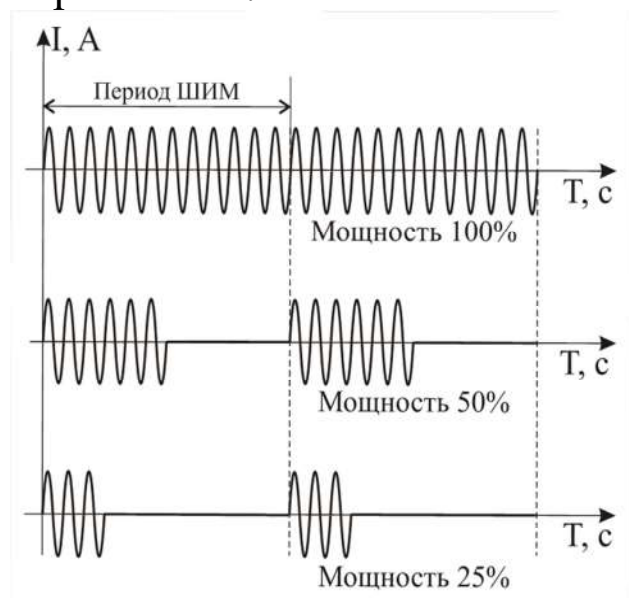 I, А
Период ШИМ
Т, с
Мощность 100%
Т, с
Мощность 50%
Т, с
Мощность 25%